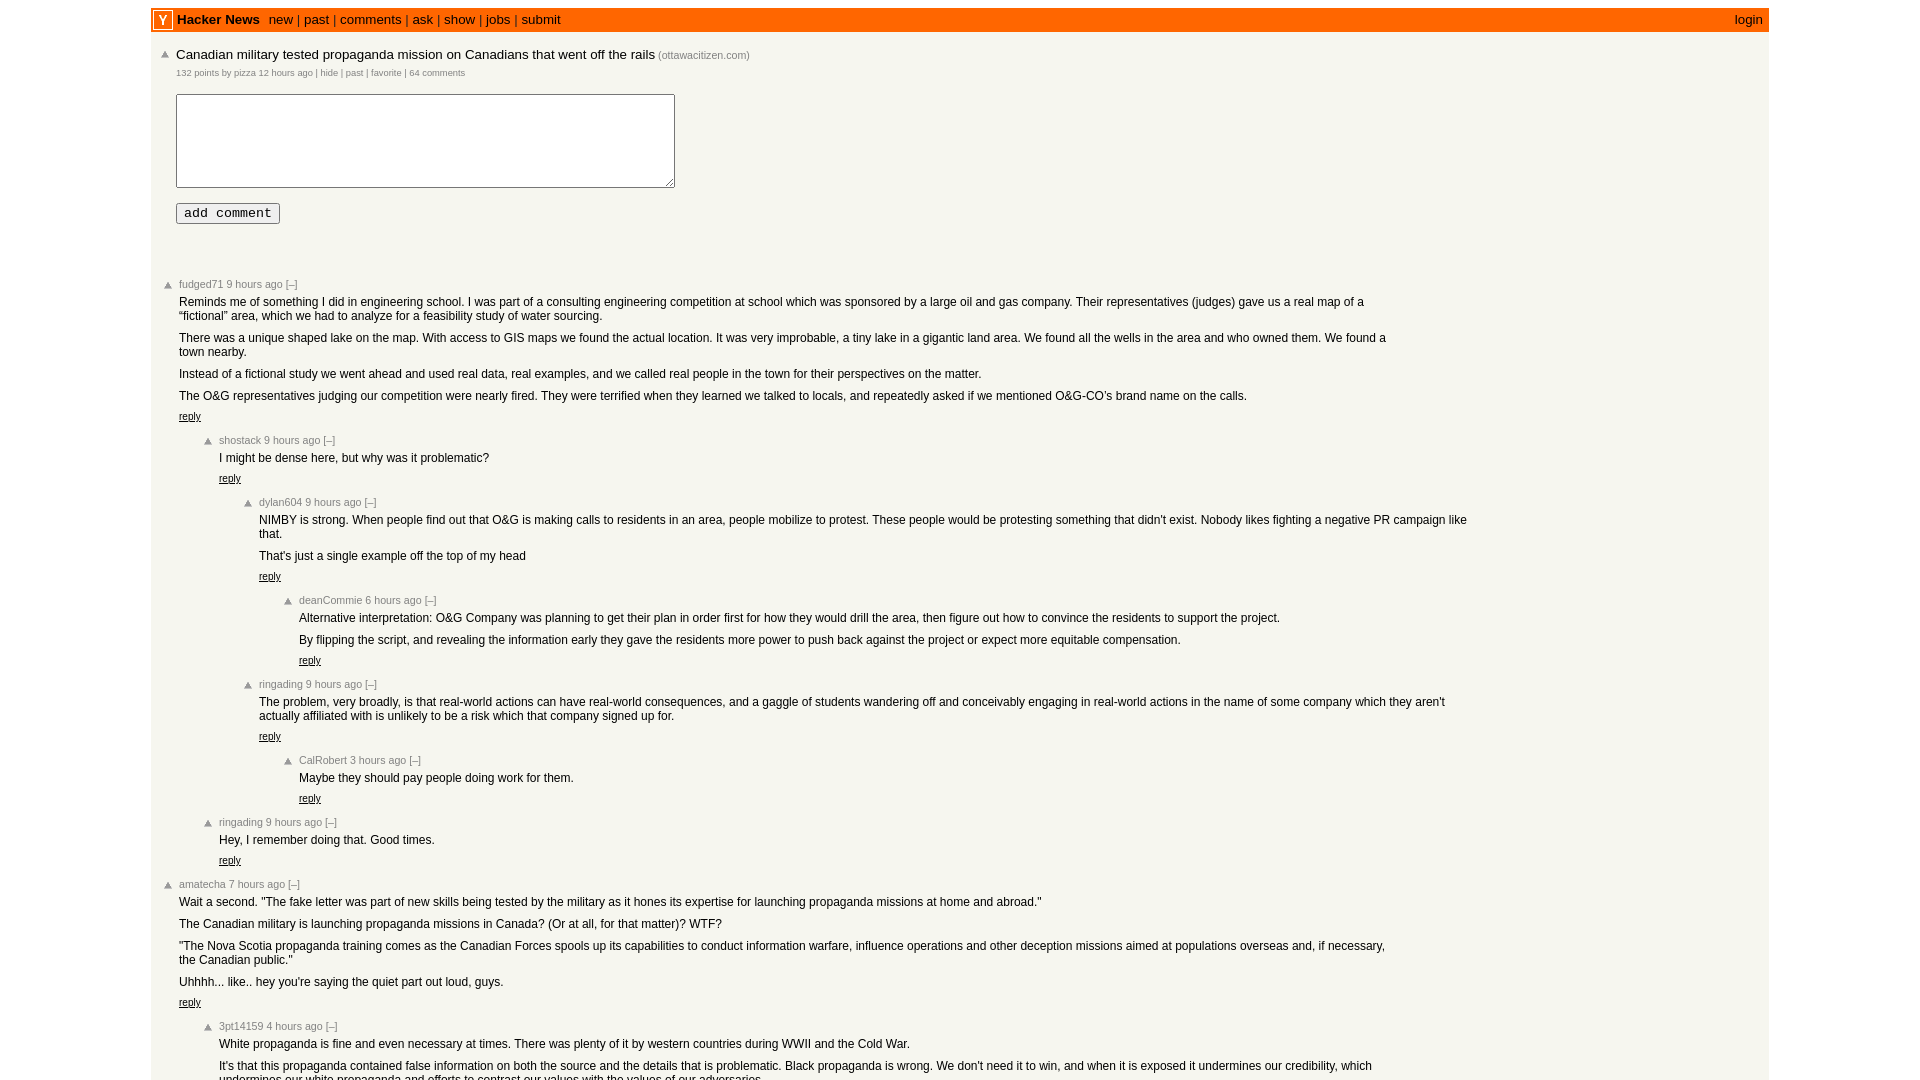 Y Hacker News new | past | comments | ask | show | jobs | submit login
Canadian military tested propaganda mission on Canadians that went off the rails (ottawacitizen.com)
132 points by pizza 12 hours ago | hide | past | favorite | 64 comments
add comment
fudged71 9 hours ago [–]
Reminds me of something I did in engineering school. I was part of a consulting engineering competition at school which was sponsored by a large oil and gas company. Their representatives (judges) gave us a real map of a
“fictional” area, which we had to analyze for a feasibility study of water sourcing.
There was a unique shaped lake on the map. With access to GIS maps we found the actual location. It was very improbable, a tiny lake in a gigantic land area. We found all the wells in the area and who owned them. We found a
town nearby.
Instead of a fictional study we went ahead and used real data, real examples, and we called real people in the town for their perspectives on the matter.
The O&G representatives judging our competition were nearly fired. They were terrified when they learned we talked to locals, and repeatedly asked if we mentioned O&G-CO’s brand name on the calls.
reply
shostack 9 hours ago [–]
I might be dense here, but why was it problematic?
reply
dylan604 9 hours ago [–]
NIMBY is strong. When people find out that O&G is making calls to residents in an area, people mobilize to protest. These people would be protesting something that didn't exist. Nobody likes fighting a negative PR campaign like
that.
That's just a single example off the top of my head
reply
deanCommie 6 hours ago [–]
Alternative interpretation: O&G Company was planning to get their plan in order first for how they would drill the area, then figure out how to convince the residents to support the project.
By flipping the script, and revealing the information early they gave the residents more power to push back against the project or expect more equitable compensation.
reply
ringading 9 hours ago [–]
The problem, very broadly, is that real-world actions can have real-world consequences, and a gaggle of students wandering off and conceivably engaging in real-world actions in the name of some company which they aren't
actually affiliated with is unlikely to be a risk which that company signed up for.
reply
CalRobert 3 hours ago [–]
Maybe they should pay people doing work for them.
reply
ringading 9 hours ago [–]
Hey, I remember doing that. Good times.
reply
amatecha 7 hours ago [–]
Wait a second. "The fake letter was part of new skills being tested by the military as it hones its expertise for launching propaganda missions at home and abroad."
The Canadian military is launching propaganda missions in Canada? (Or at all, for that matter)? WTF?
"The Nova Scotia propaganda training comes as the Canadian Forces spools up its capabilities to conduct information warfare, influence operations and other deception missions aimed at populations overseas and, if necessary,
the Canadian public."
Uhhhh... like.. hey you're saying the quiet part out loud, guys.
reply
3pt14159 4 hours ago [–]
White propaganda is fine and even necessary at times. There was plenty of it by western countries during WWII and the Cold War.
It's that this propaganda contained false information on both the source and the details that is problematic. Black propaganda is wrong. We don't need it to win, and when it is exposed it undermines our credibility, which
undermines our white propaganda and efforts to contrast our values with the values of our adversaries.